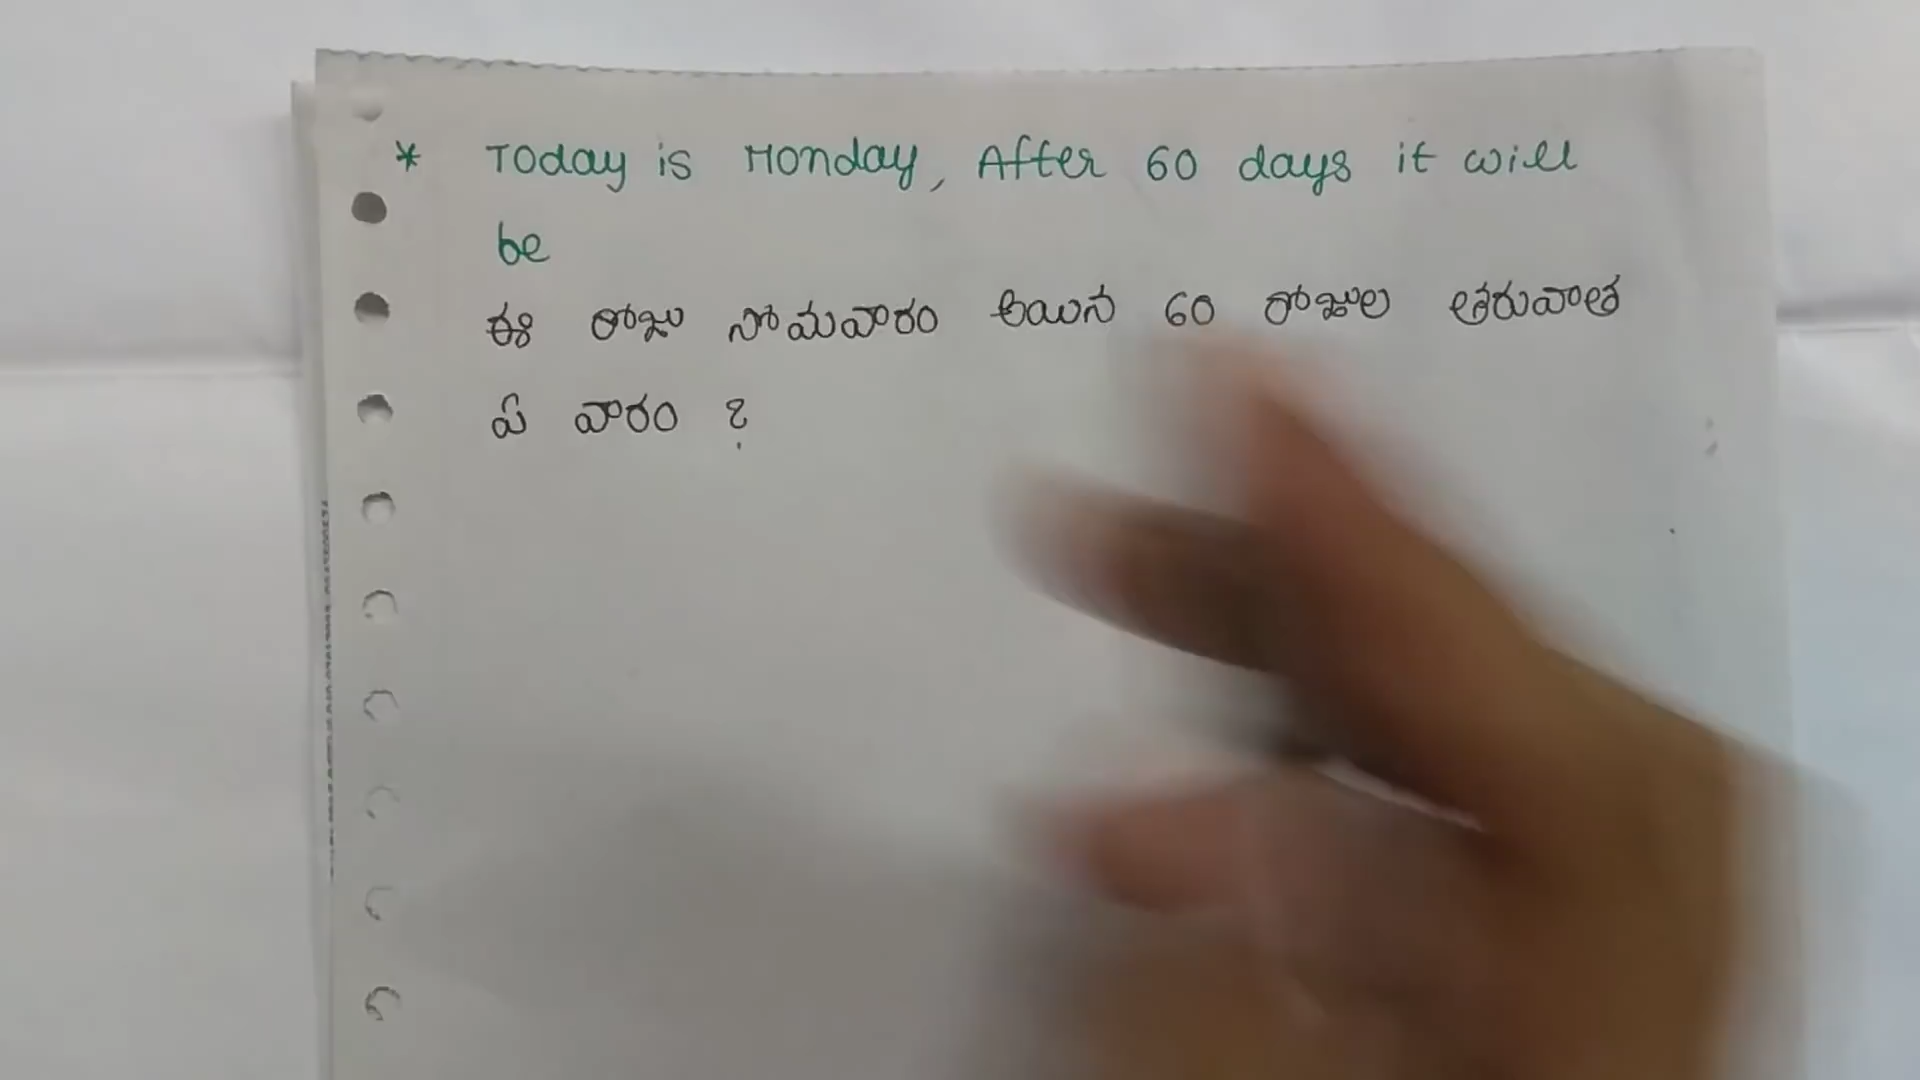 * Today is Monday, After 60 days it will
be
ఈ రోజు సోమవారం అయిన 60 రోజుల తరువాత
ఏ వారం ?